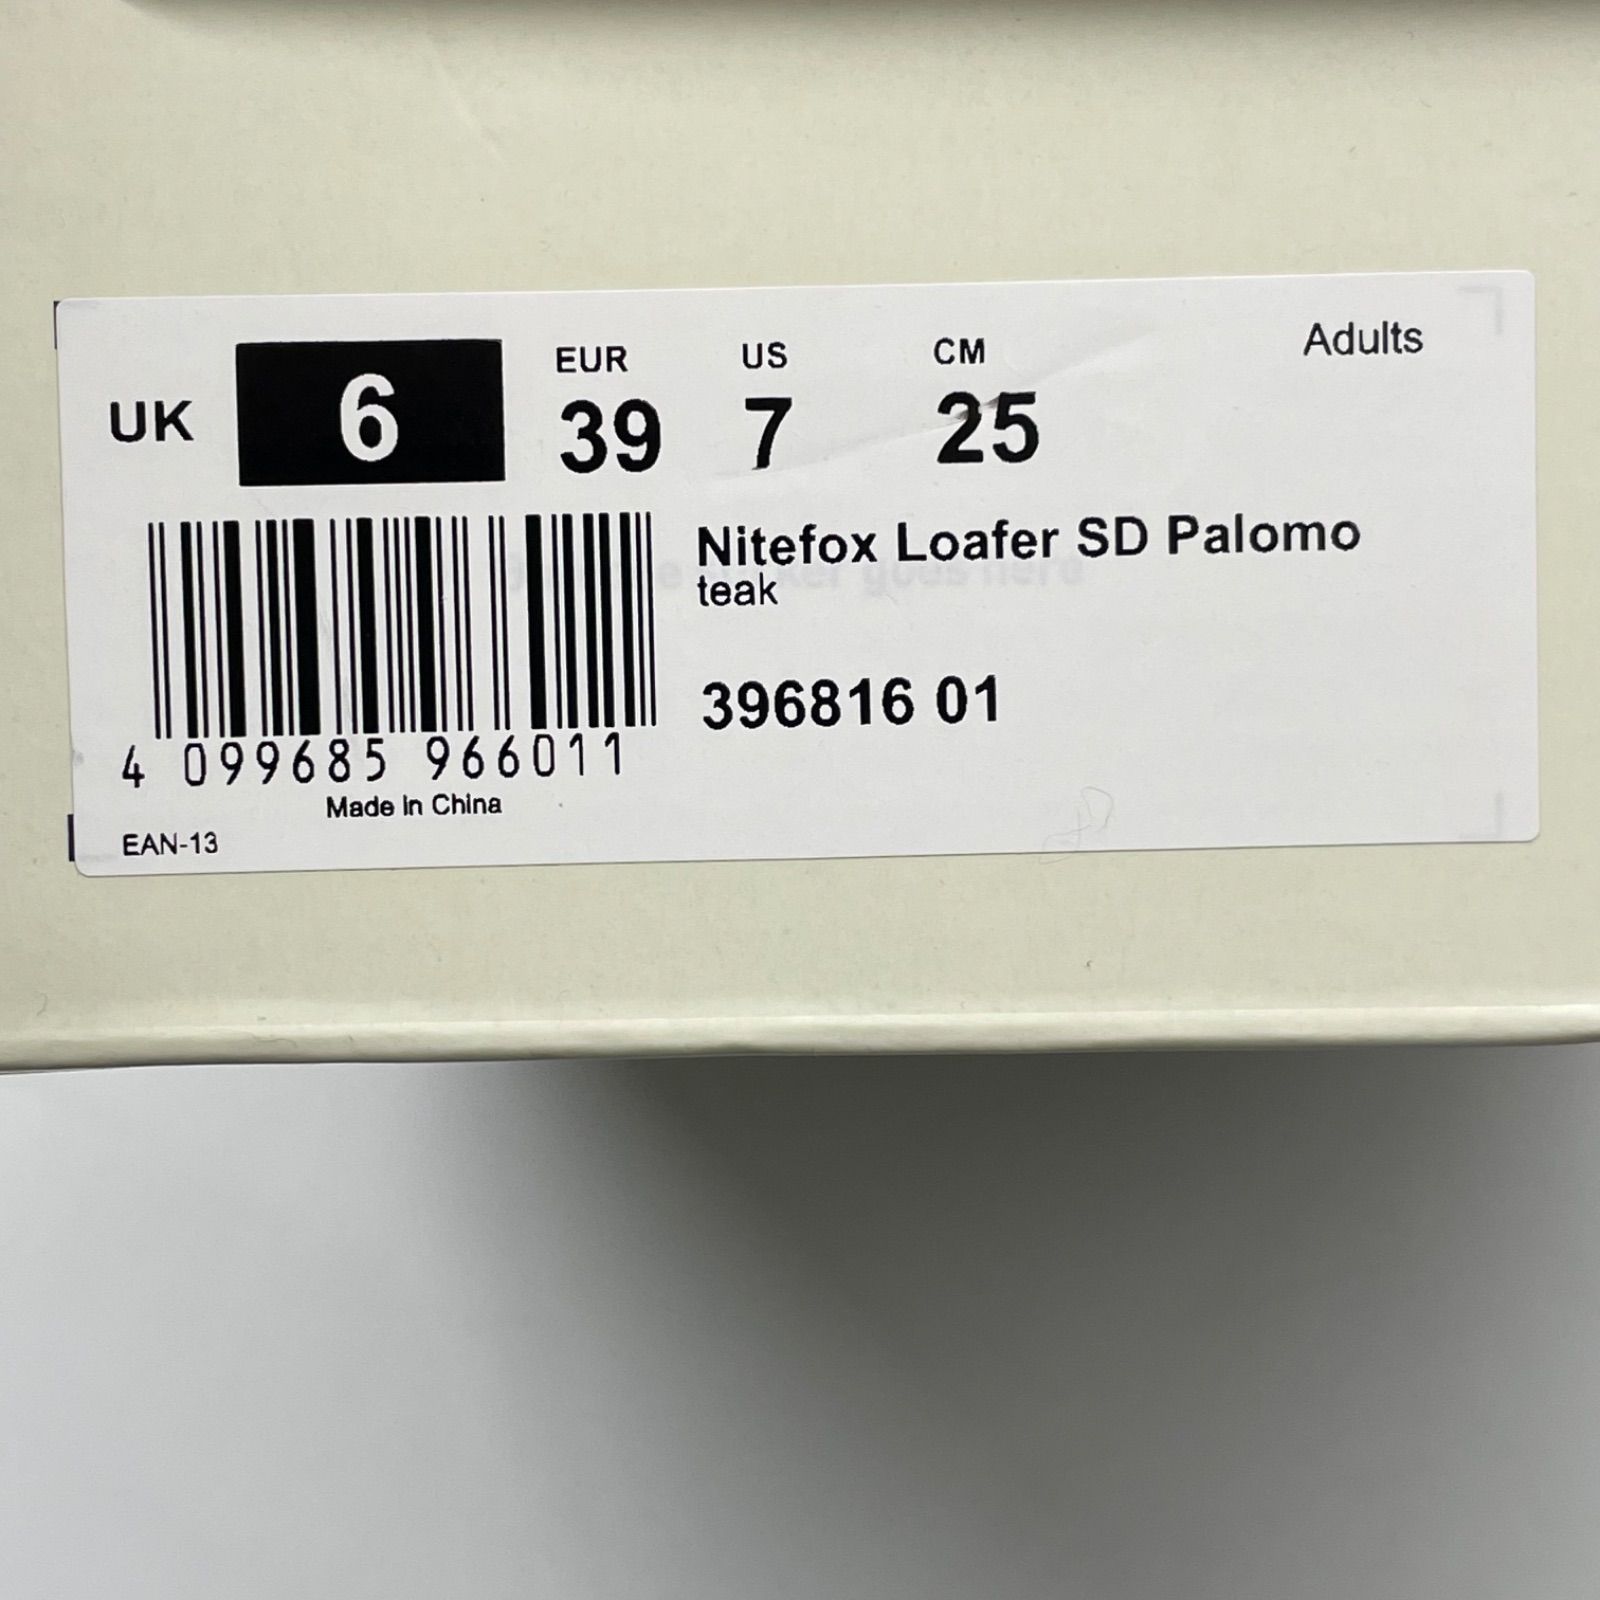 Adults
UK 6
EUR 39
US 7
CM 25
Nitefox Loafer SD Palomo
teak
396816 01
4 099685 966011
Made in China
EAN-13